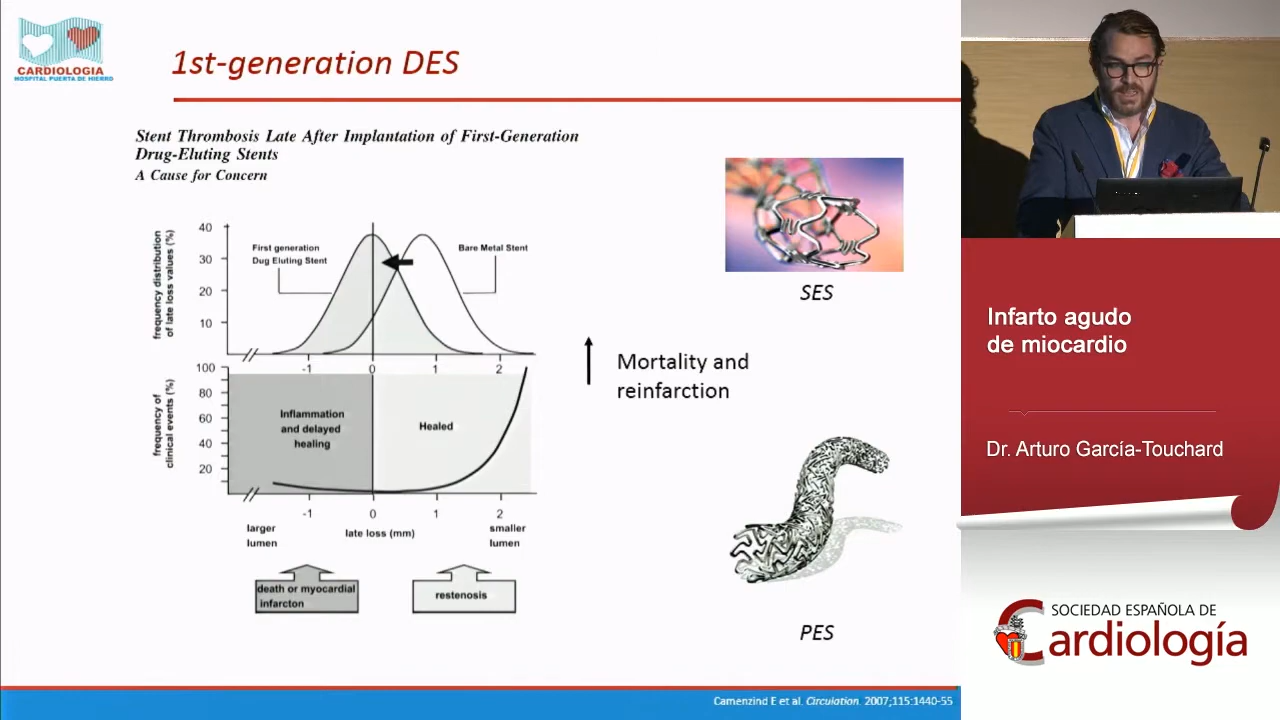 CARDIOLOGIA
HOSPITAL PUERTA DE HIERRO
1st-generation DES
Stent Thrombosis Late After Implantation of First-Generation
Drug-Eluting Stents
A Cause for Concern
frequency distribution
of late loss values (%)
40
30
20
10
First generation
Dug Eluting Stent
Bare Metal Stent
-1
0
1
2
frequency of
clinical events (%)
100
80
60
40
20
Inflammation
and delayed
healing
Healed
-1
0
1
2
larger
lumen
late loss (mm)
smaller
lumen
death or myocardial
infarcton
restenosis
Mortality and
reinfarction
SES
PES
Camenzind E et al. Circulation 2007;115:1440-55
Infarto agudo
de miocardio
Dr. Arturo García-Touchard
SOCIEDAD ESPAÑOLA DE
Cardiología